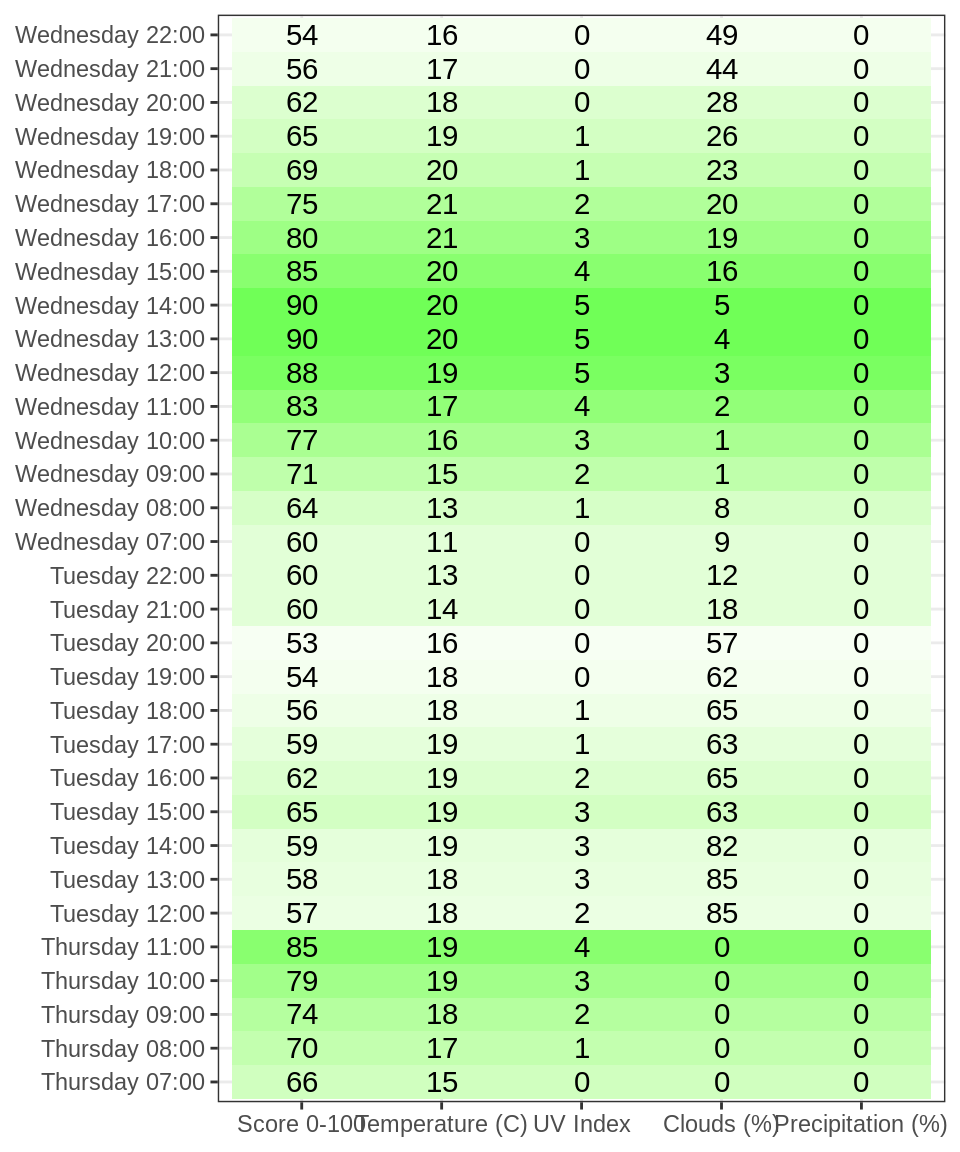 Wednesday 22:00 54 16 0 49 0
Wednesday 21:00 56 17 0 44 0
Wednesday 20:00 62 18 0 28 0
Wednesday 19:00 65 19 1 26 0
Wednesday 18:00 69 20 1 23 0
Wednesday 17:00 75 21 2 20 0
Wednesday 16:00 80 21 3 19 0
Wednesday 15:00 85 20 4 16 0
Wednesday 14:00 90 20 5 5 0
Wednesday 13:00 90 20 5 4 0
Wednesday 12:00 88 19 5 3 0
Wednesday 11:00 83 17 4 2 0
Wednesday 10:00 77 16 3 1 0
Wednesday 09:00 71 15 2 1 0
Wednesday 08:00 64 13 1 8 0
Wednesday 07:00 60 11 0 9 0
Tuesday 22:00 60 13 0 12 0
Tuesday 21:00 60 14 0 18 0
Tuesday 20:00 53 16 0 57 0
Tuesday 19:00 54 18 0 62 0
Tuesday 18:00 56 18 1 65 0
Tuesday 17:00 59 19 1 63 0
Tuesday 16:00 62 19 2 65 0
Tuesday 15:00 65 19 3 63 0
Tuesday 14:00 59 19 3 82 0
Tuesday 13:00 58 18 3 85 0
Tuesday 12:00 57 18 2 85 0
Thursday 11:00 85 19 4 0 0
Thursday 10:00 79 19 3 0 0
Thursday 09:00 74 18 2 0 0
Thursday 08:00 70 17 1 0 0
Thursday 07:00 66 15 0 0 0
Score 0-100 Temperature (C) UV Index Clouds (%) Precipitation (%)